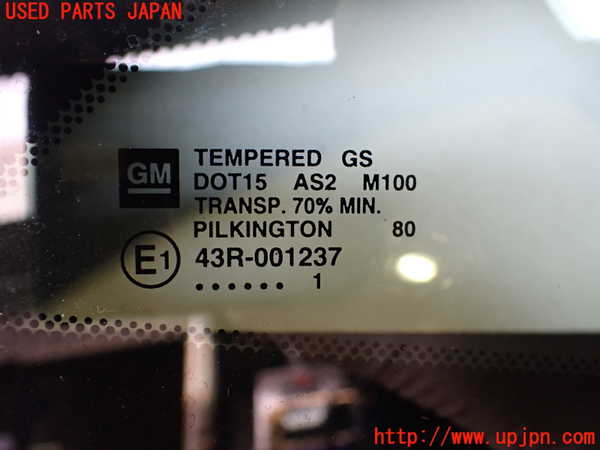 USED PARTS JAPAN
GM
TEMPERED GS
DOT15 AS2 M100
TRANSP. 70% MIN.
PILKINGTON 80
E1
43R-001237
...... 1
http://www.upjpn.com/